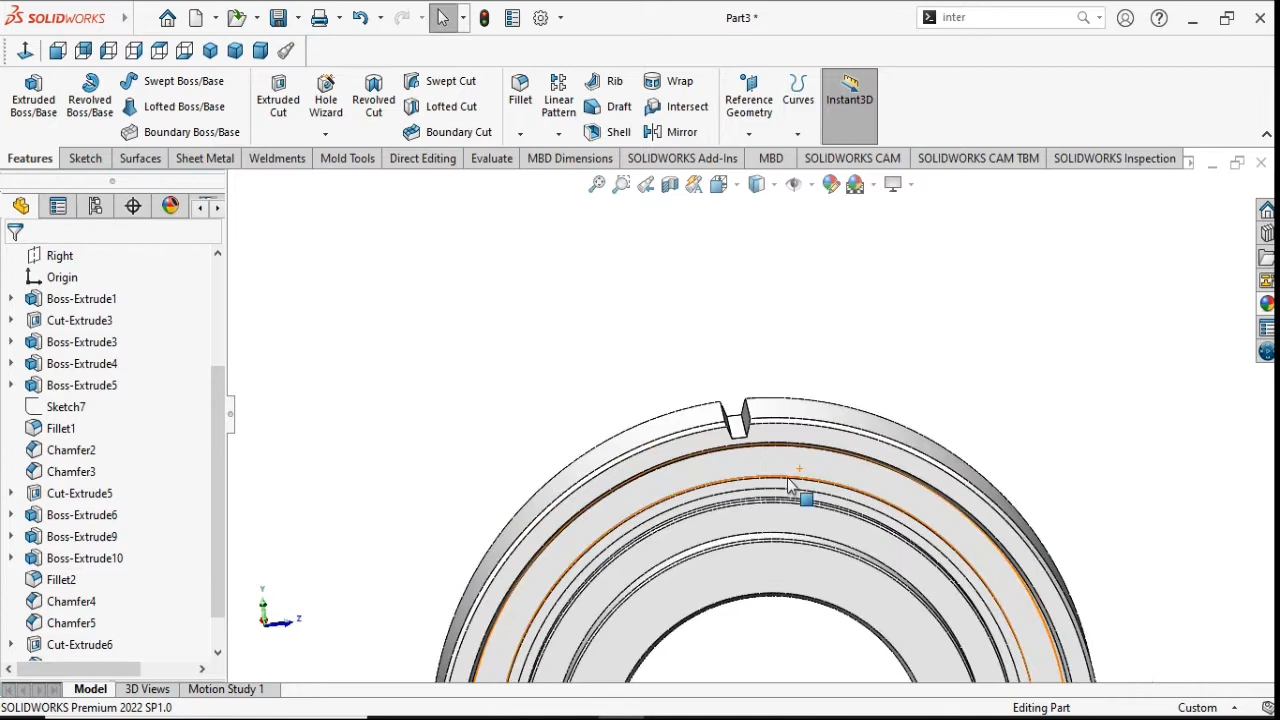 SOLIDWORKS
Part3 *
inter
Extruded Boss/Base
Revolved Boss/Base
Swept Boss/Base
Lofted Boss/Base
Boundary Boss/Base
Extruded Cut
Hole Wizard
Revolved Cut
Swept Cut
Lofted Cut
Boundary Cut
Fillet
Linear Pattern
Rib
Draft
Shell
Wrap
Intersect
Mirror
Reference Geometry
Curves
Instant3D
Features
Sketch
Surfaces
Sheet Metal
Weldments
Mold Tools
Direct Editing
Evaluate
MBD Dimensions
SOLIDWORKS Add-Ins
MBD
SOLIDWORKS CAM
SOLIDWORKS CAM TBM
SOLIDWORKS Inspection
Right
Origin
Boss-Extrude1
Cut-Extrude3
Boss-Extrude3
Boss-Extrude4
Boss-Extrude5
Sketch7
Fillet1
Chamfer2
Chamfer3
Cut-Extrude5
Boss-Extrude6
Boss-Extrude9
Boss-Extrude10
Fillet2
Chamfer4
Chamfer5
Cut-Extrude6
Y
Z
Model
3D Views
Motion Study 1
SOLIDWORKS Premium 2022 SP1.0
Editing Part
Custom